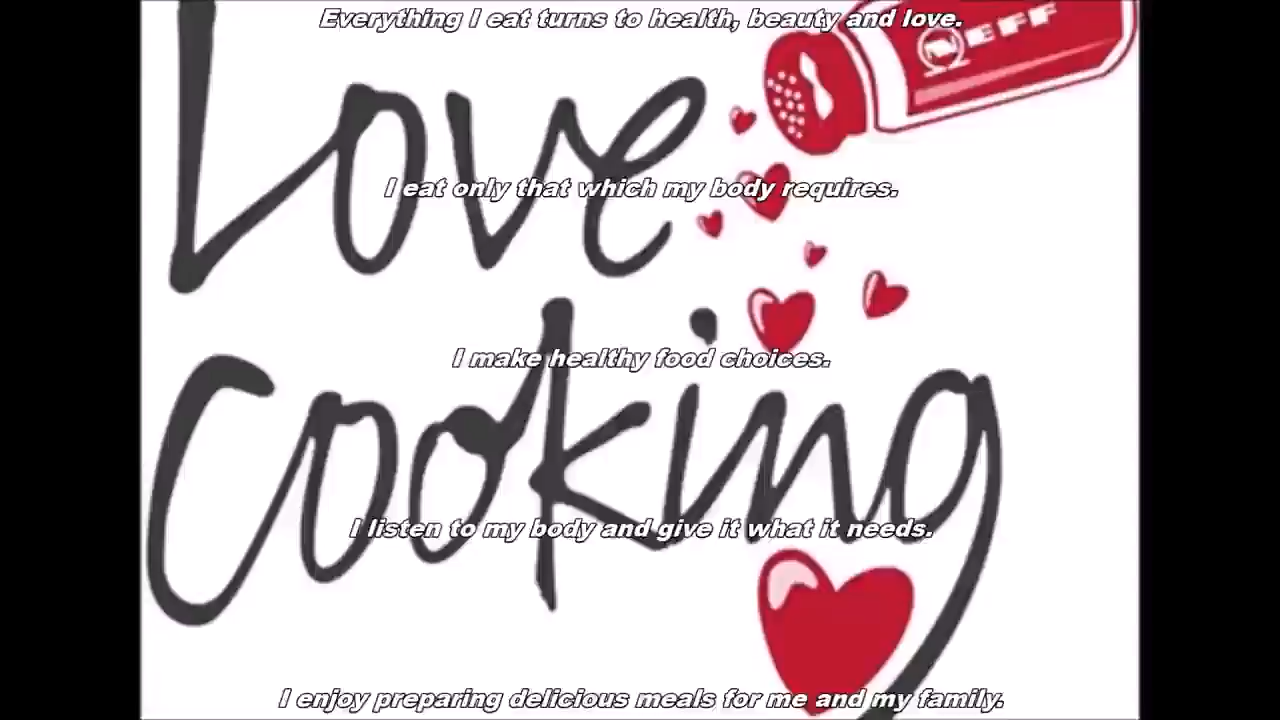 Everything I eat turns to health, beauty and love.
NEFF
Love
I eat only that which my body requires.
I make healthy food choices.
cooking
I listen to my body and give it what it needs.
I enjoy preparing delicious meals for me and my family.